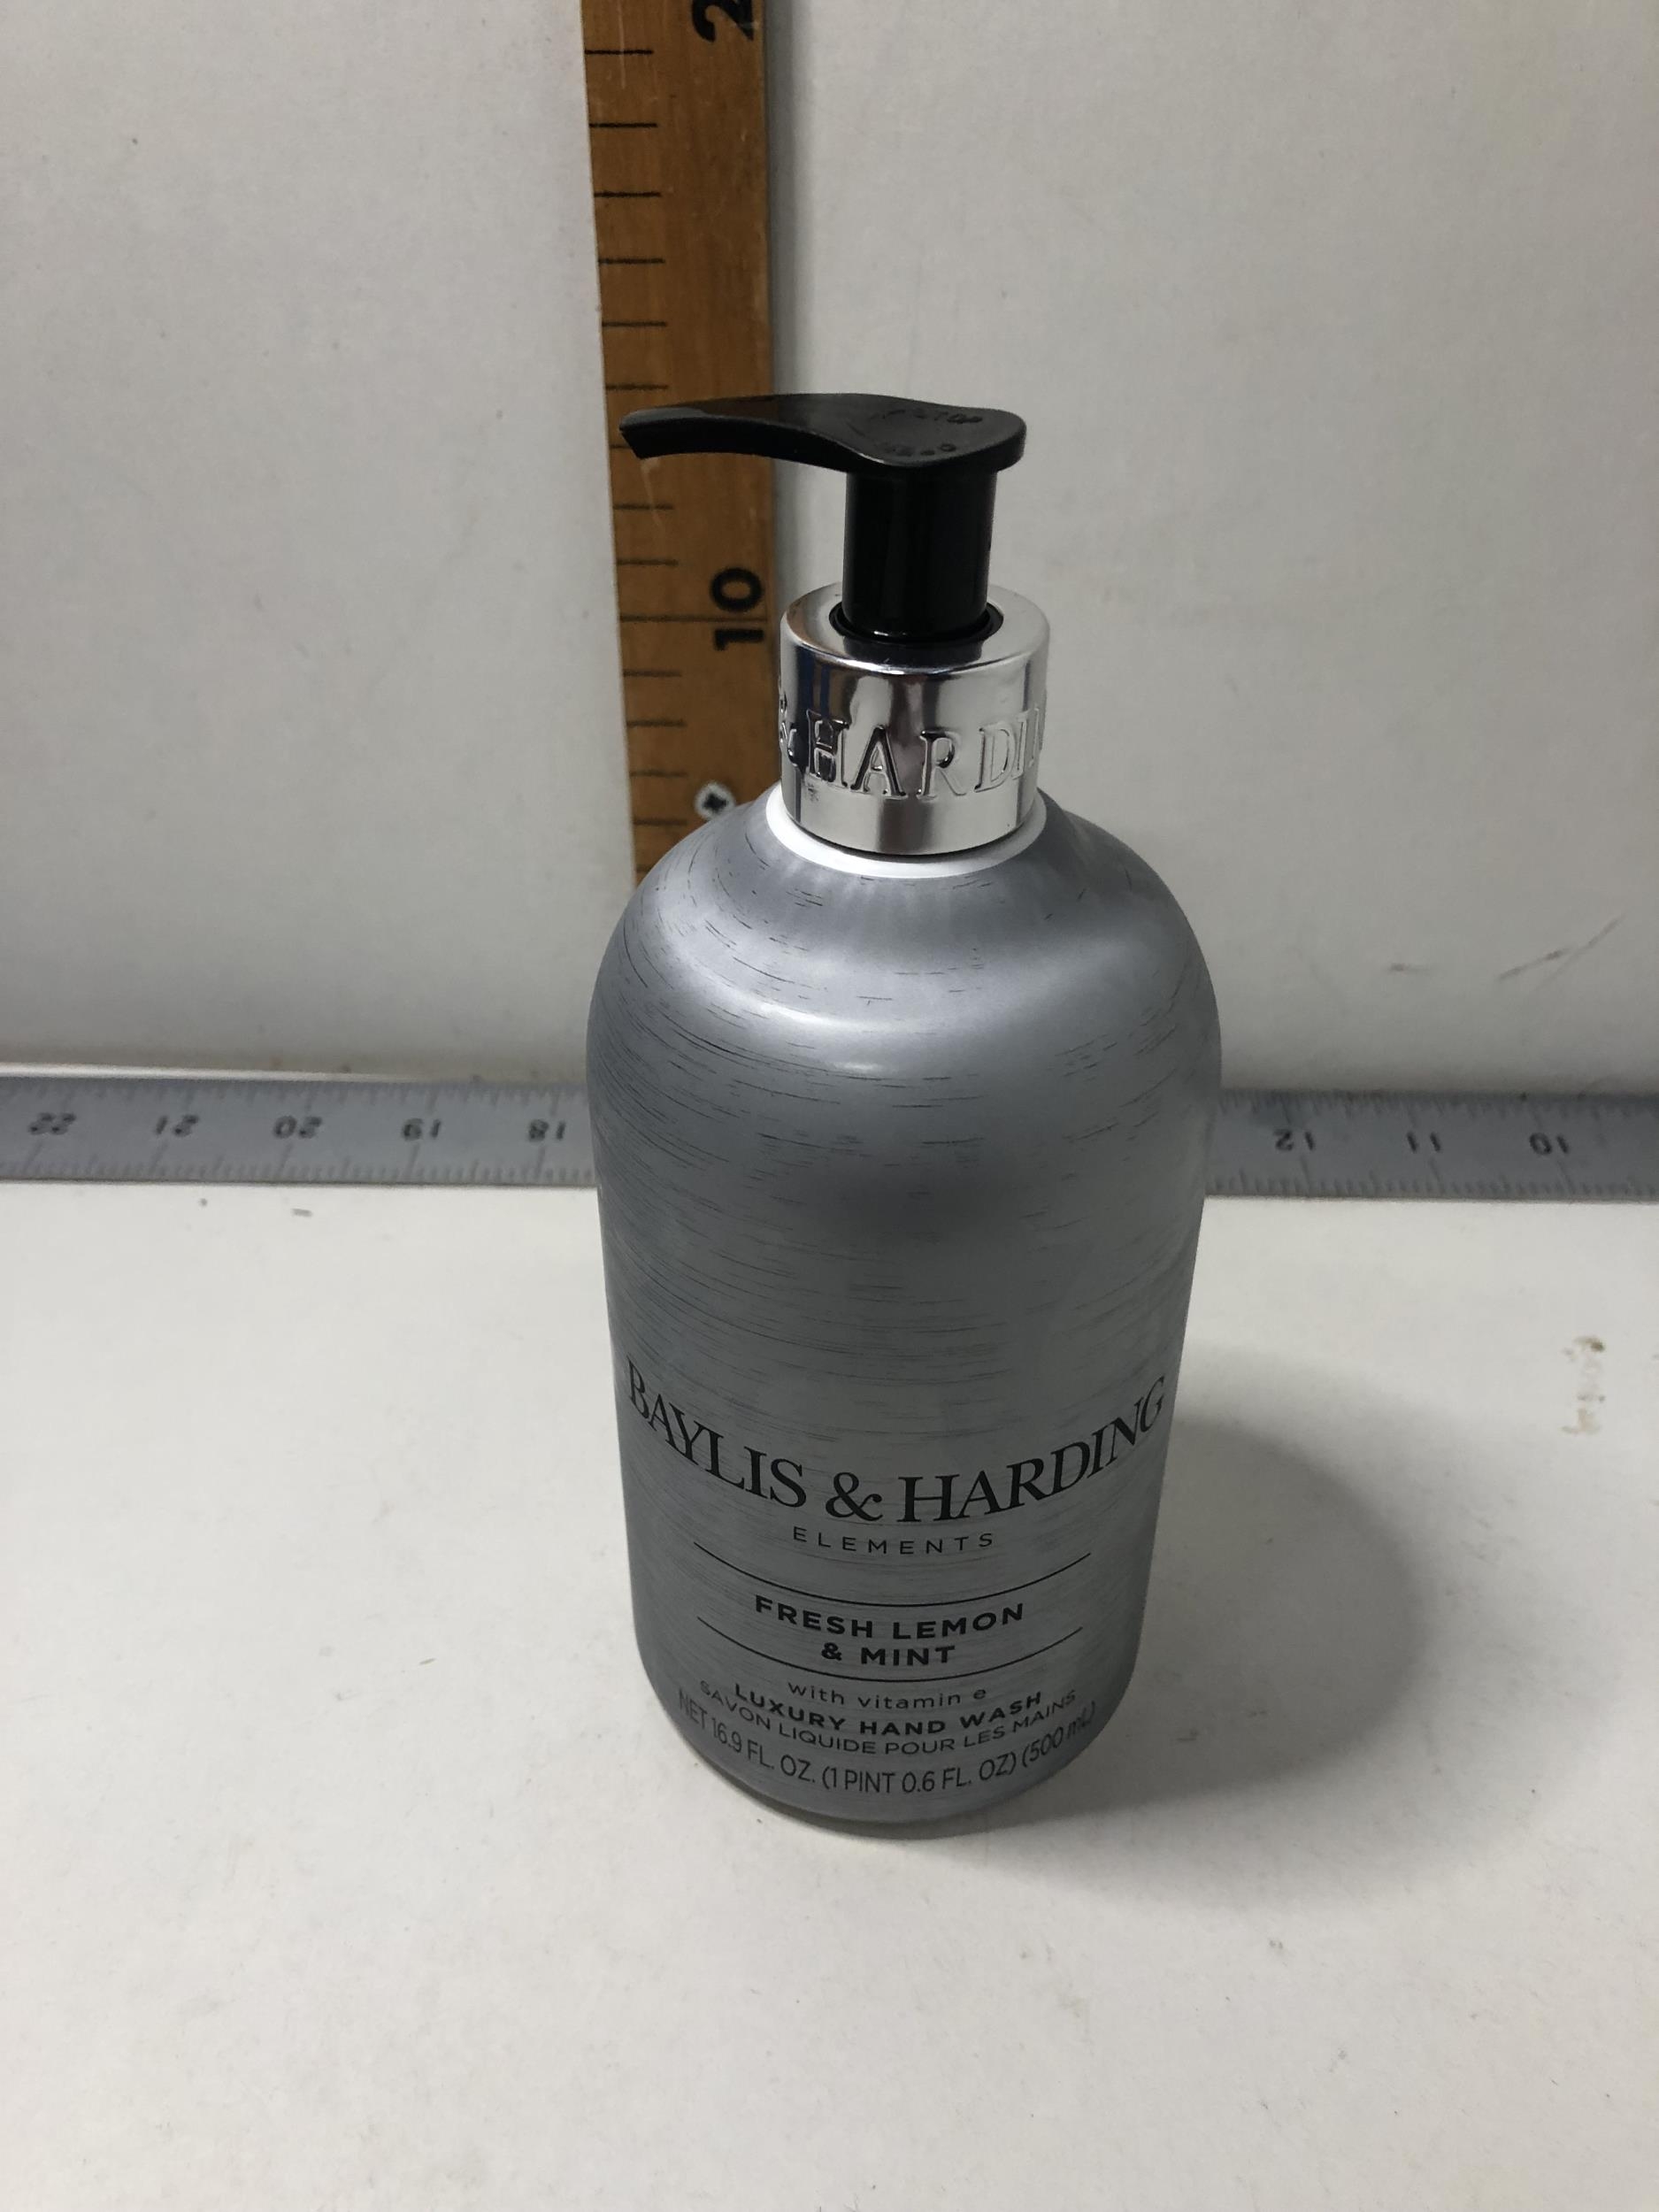 2
10
& HARDIN
22 21 20 19 18 12 11 10
BAYLIS & HARDING
ELEMENTS
FRESH LEMON
& MINT
with vitamin e
LUXURY HAND WASH
SAVON LIQUIDE POUR LES MAINS
NET 16.9 FL. OZ. (1 PINT 0.6 FL. OZ) (500 mL)